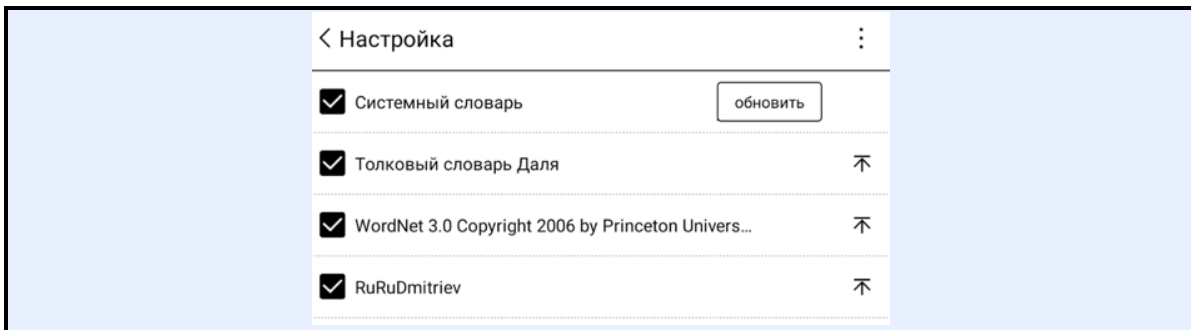 Настройка
Системный словарь обновить
Толковый словарь Даля
WordNet 3.0 Copyright 2006 by Princeton Univers...
RuRuDmitriev